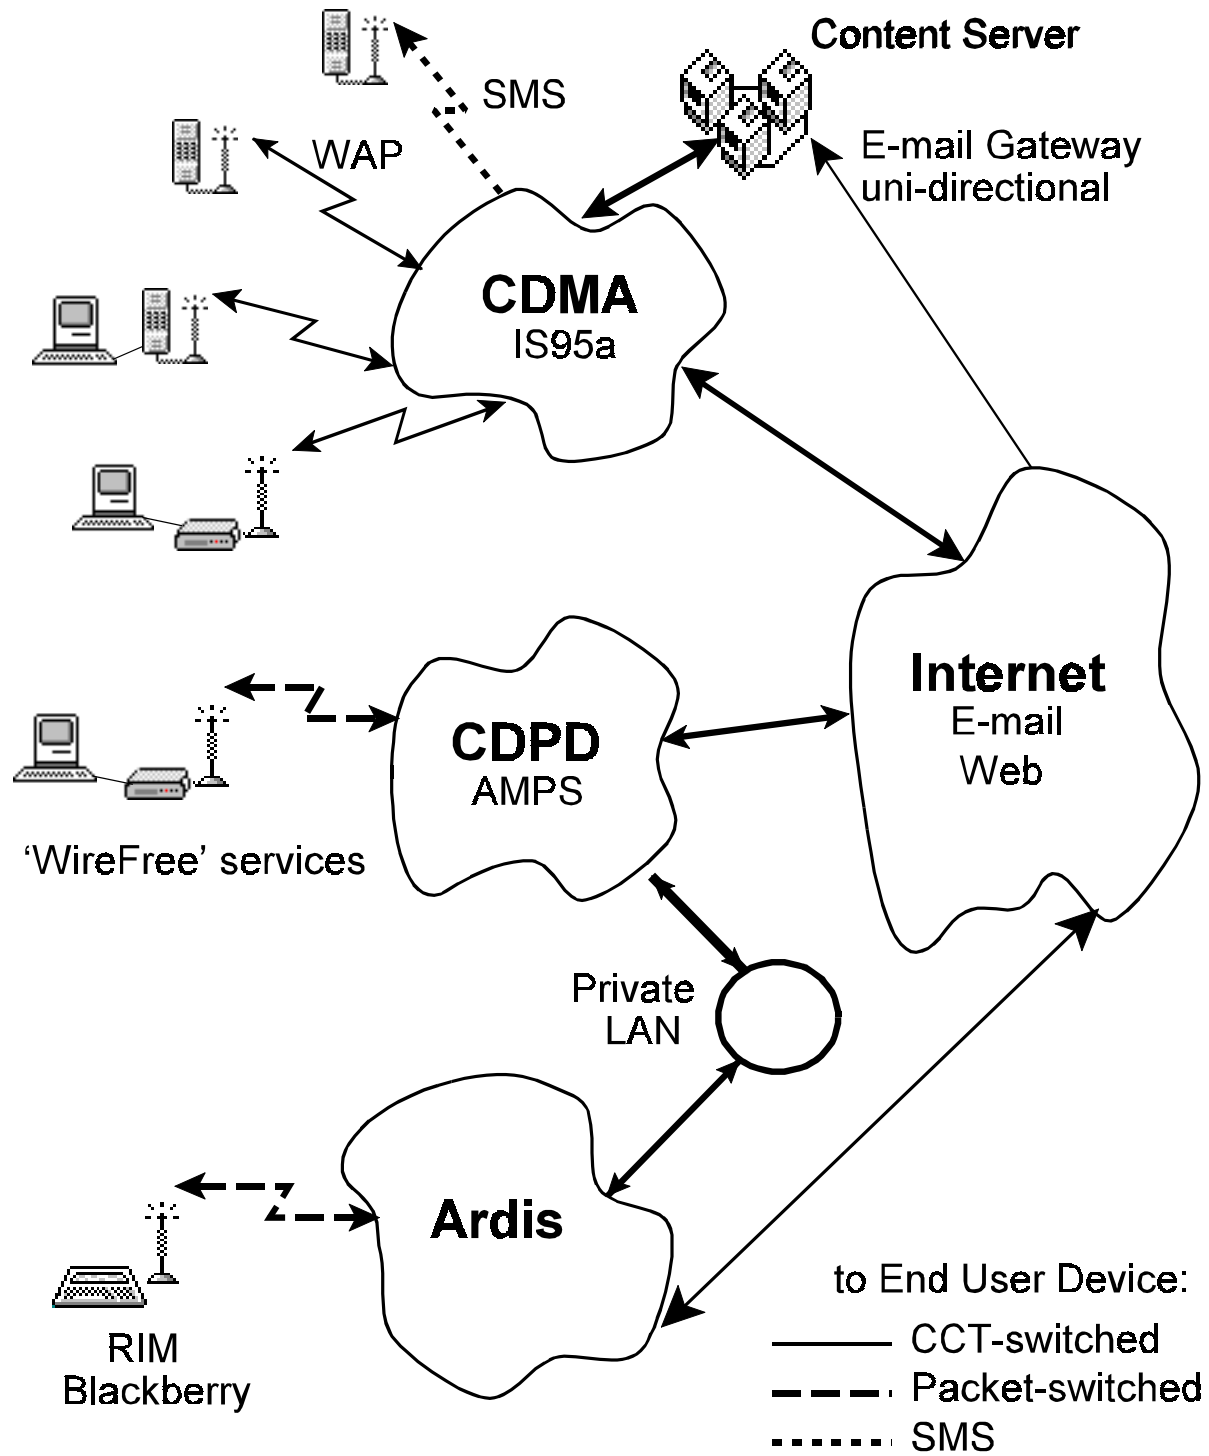 Content Server
SMS
E-mail Gateway
uni-directional
WAP
CDMA
IS95a
Internet
E-mail
Web
CDPD
AMPS
‘WireFree’ services
Private
LAN
Ardis
RIM
Blackberry
to End User Device:
CCT-switched
Packet-switched
SMS